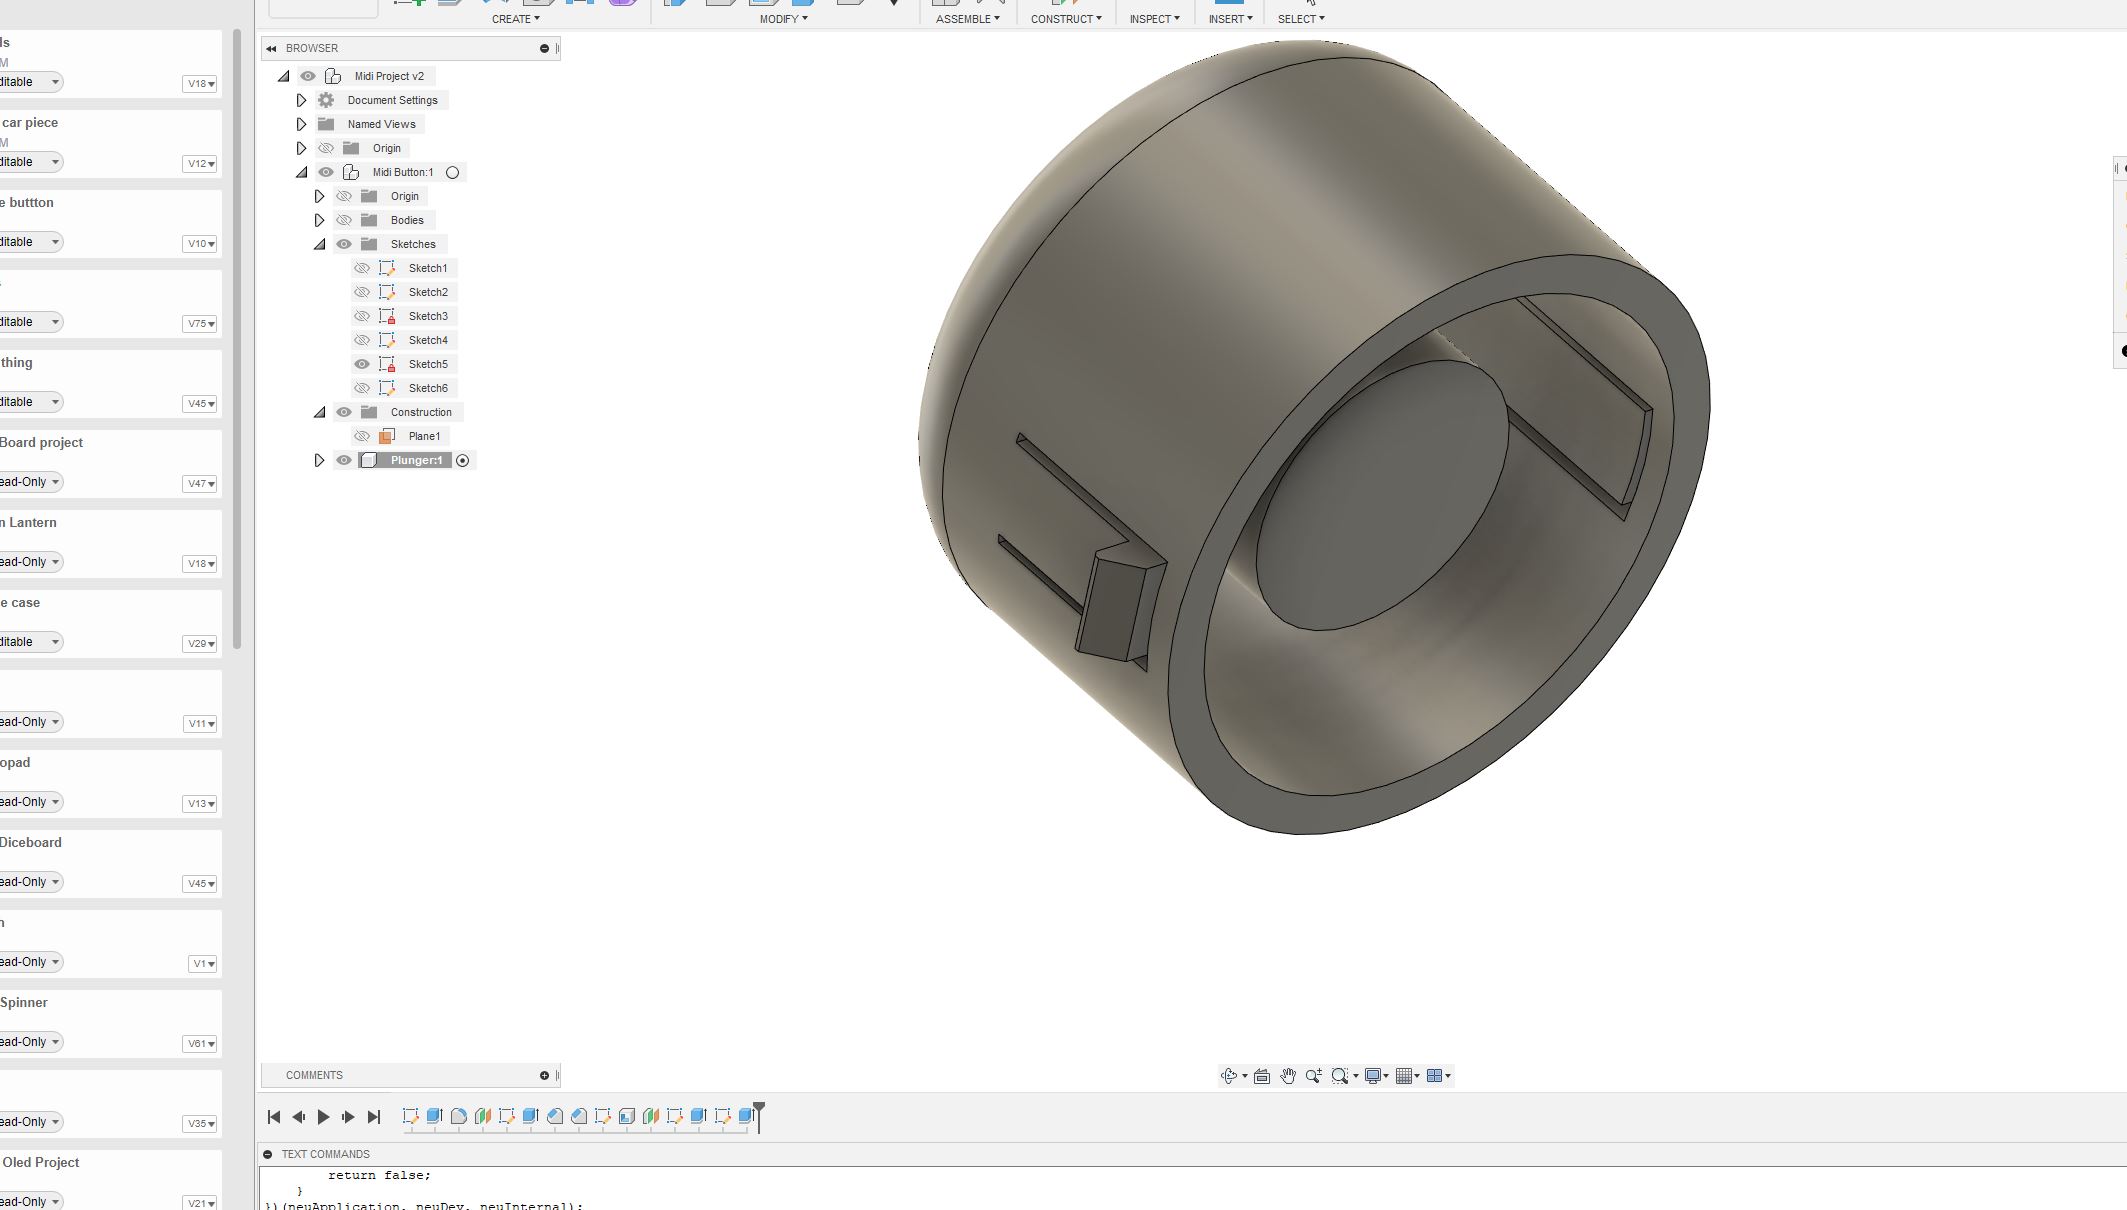 CREATE
MODIFY
ASSEMBLE
CONSTRUCT
INSPECT
INSERT
SELECT
BROWSER
Midi Project v2
Document Settings
Named Views
Origin
Midi Button:1
Origin
Bodies
Sketches
Sketch1
Sketch2
Sketch3
Sketch4
Sketch5
Sketch6
Construction
Plane1
Plunger:1
ls
M
ditable
V18
car piece
M
ditable
V12
e buttton
ditable
V10
ditable
V75
thing
ditable
V45
Board project
ead-Only
V47
n Lantern
ead-Only
V18
e case
ditable
V29
ead-Only
V11
opad
ead-Only
V13
Diceboard
ead-Only
V45
n
ead-Only
V1
Spinner
ead-Only
V61
ead-Only
V35
Oled Project
ead-Only
V21
COMMENTS
TEXT COMMANDS
return false;
}
})(neuApplication, neuDev, neuInternal);